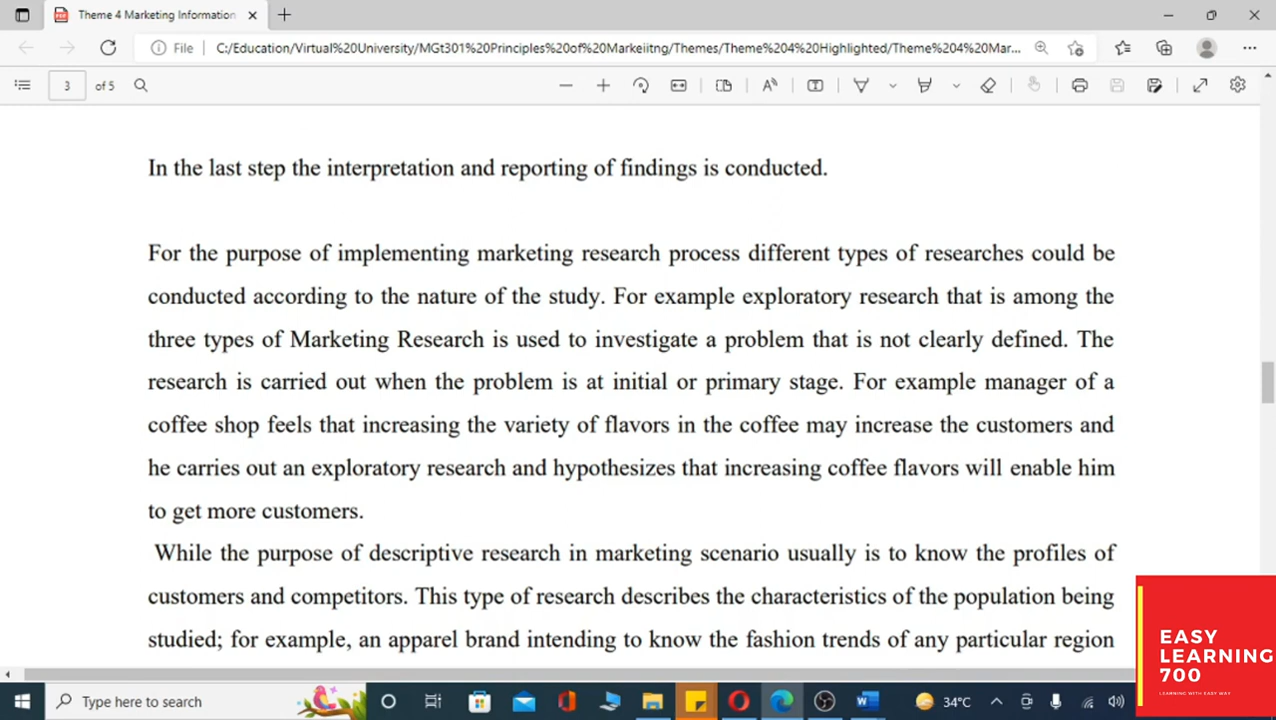 Theme 4 Marketing Information
File
C:/Education/Virtual%20University/MGt301%20Principles%20of%20Markeiitng/Themes/Theme%204%20Highlighted/Theme%204%20Mar...
3 of 5
In the last step the interpretation and reporting of findings is conducted.
For the purpose of implementing marketing research process different types of researches could be
conducted according to the nature of the study. For example exploratory research that is among the
three types of Marketing Research is used to investigate a problem that is not clearly defined. The
research is carried out when the problem is at initial or primary stage. For example manager of a
coffee shop feels that increasing the variety of flavors in the coffee may increase the customers and
he carries out an exploratory research and hypothesizes that increasing coffee flavors will enable him
to get more customers.
While the purpose of descriptive research in marketing scenario usually is to know the profiles of
customers and competitors. This type of research describes the characteristics of the population being
studied; for example, an apparel brand intending to know the fashion trends of any particular region
EASY
LEARNING
700
LEARNING WITH EASY WAY
Type here to search
34°C